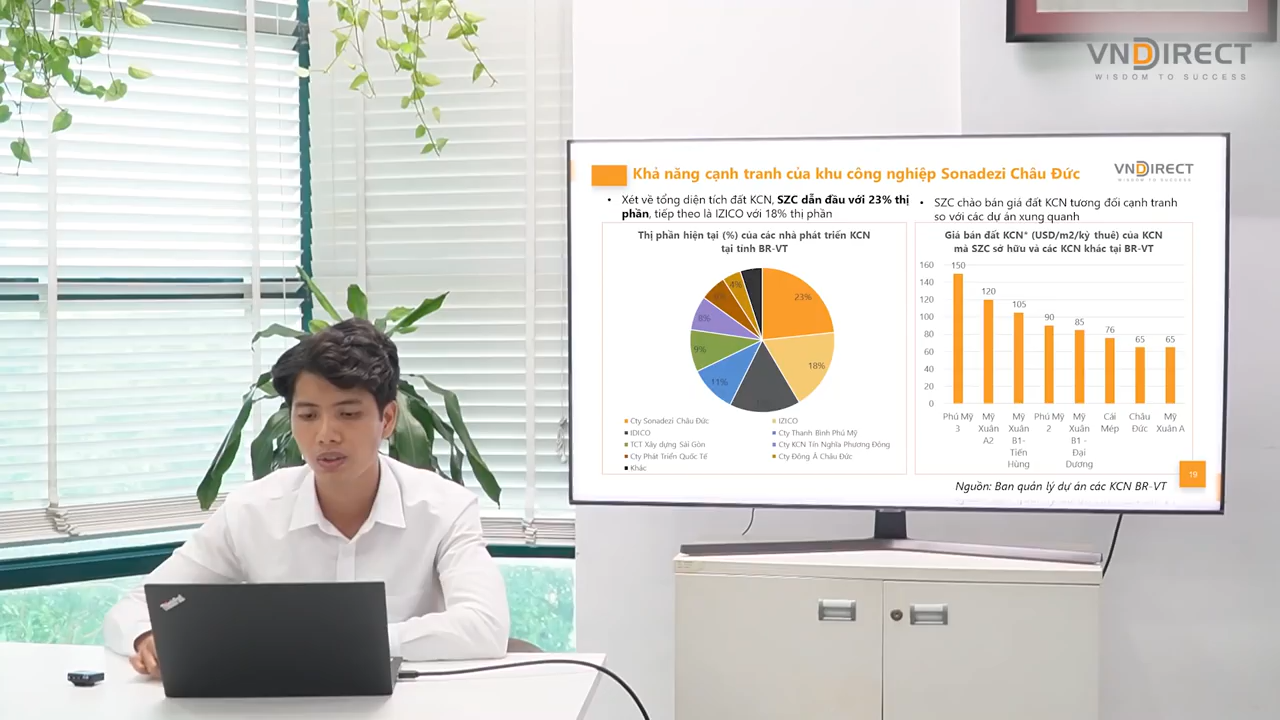 VNDIRECT
WISDOM TO SUCCESS
Khả năng cạnh tranh của khu công nghiệp Sonadezi Châu Đức
VNDIRECT
WISDOM TO SUCCESS
• Xét về tổng diện tích đất KCN, SZC dẫn đầu với 23% thị
phần, tiếp theo là IZICO với 18% thị phần
• SZC chào bán giá đất KCN tương đối cạnh tranh
so với các dự án xung quanh
Thị phần hiện tại (%) của các nhà phát triển KCN
tại tỉnh BR-VT
23%
18%
11%
9%
8%
6%
4%
Cty Sonadezi Châu Đức
IZICO
IDICO
Cty Thanh Bình Phú Mỹ
TCT Xây dựng Sài Gòn
Cty KCN Tín Nghĩa Phương Đông
Cty Phát Triển Quốc Tế
Cty Đông Á Châu Đức
Khác
Giá bán đất KCN* (USD/m2/kỳ thuê) của KCN
mà SZC sở hữu và các KCN khác tại BR-VT
160
140
120
100
80
60
40
20
0
150
120
105
90
85
76
65
65
Phú Mỹ
3
Mỹ
Xuân
A2
Mỹ
Xuân
B1-
Tiến
Hùng
Phú Mỹ
2
Mỹ
Xuân
B1 -
Đại
Dương
Cái
Mép
Châu
Đức
Mỹ
Xuân A
19
Nguồn: Ban quản lý dự án các KCN BR-VT
ThinkPad